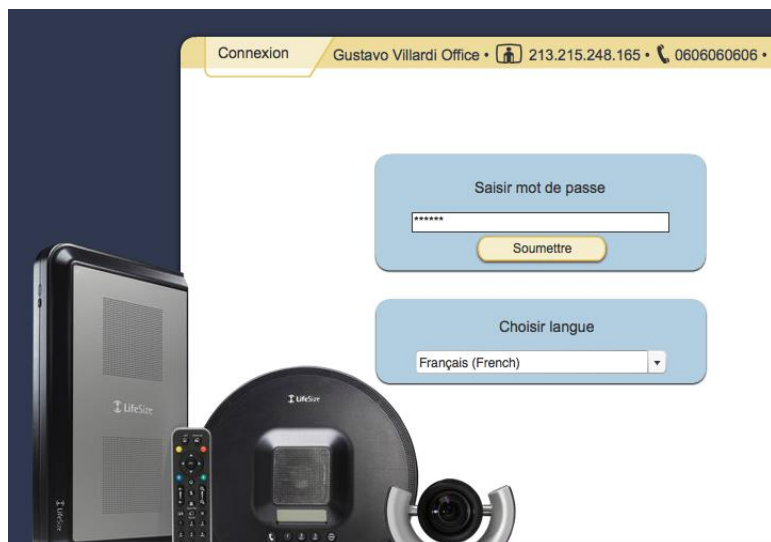 Connexion
Gustavo Villardi Office • 213.215.248.165 • 0606060606 •
Saisir mot de passe
******
Soumettre
Choisir langue
Français (French)
LifeSize
LifeSize
LifeSize